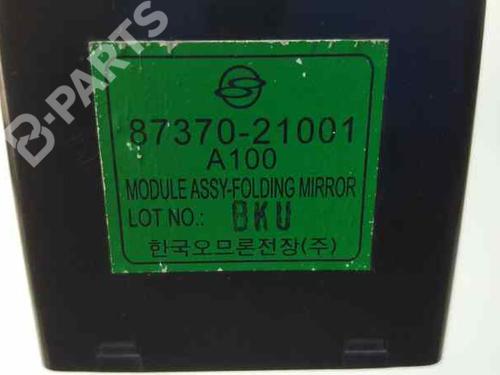 B-PARTS
87370-21001
A100
MODULE ASSY-FOLDING MIRROR
LOT NO.: BKU
한국오므론전장(주)